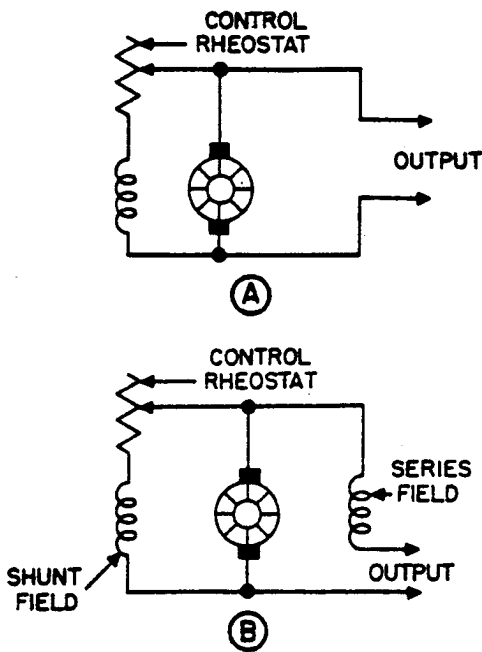 CONTROL
RHEOSTAT
OUTPUT
A
CONTROL
RHEOSTAT
SERIES
FIELD
SHUNT
FIELD
OUTPUT
B